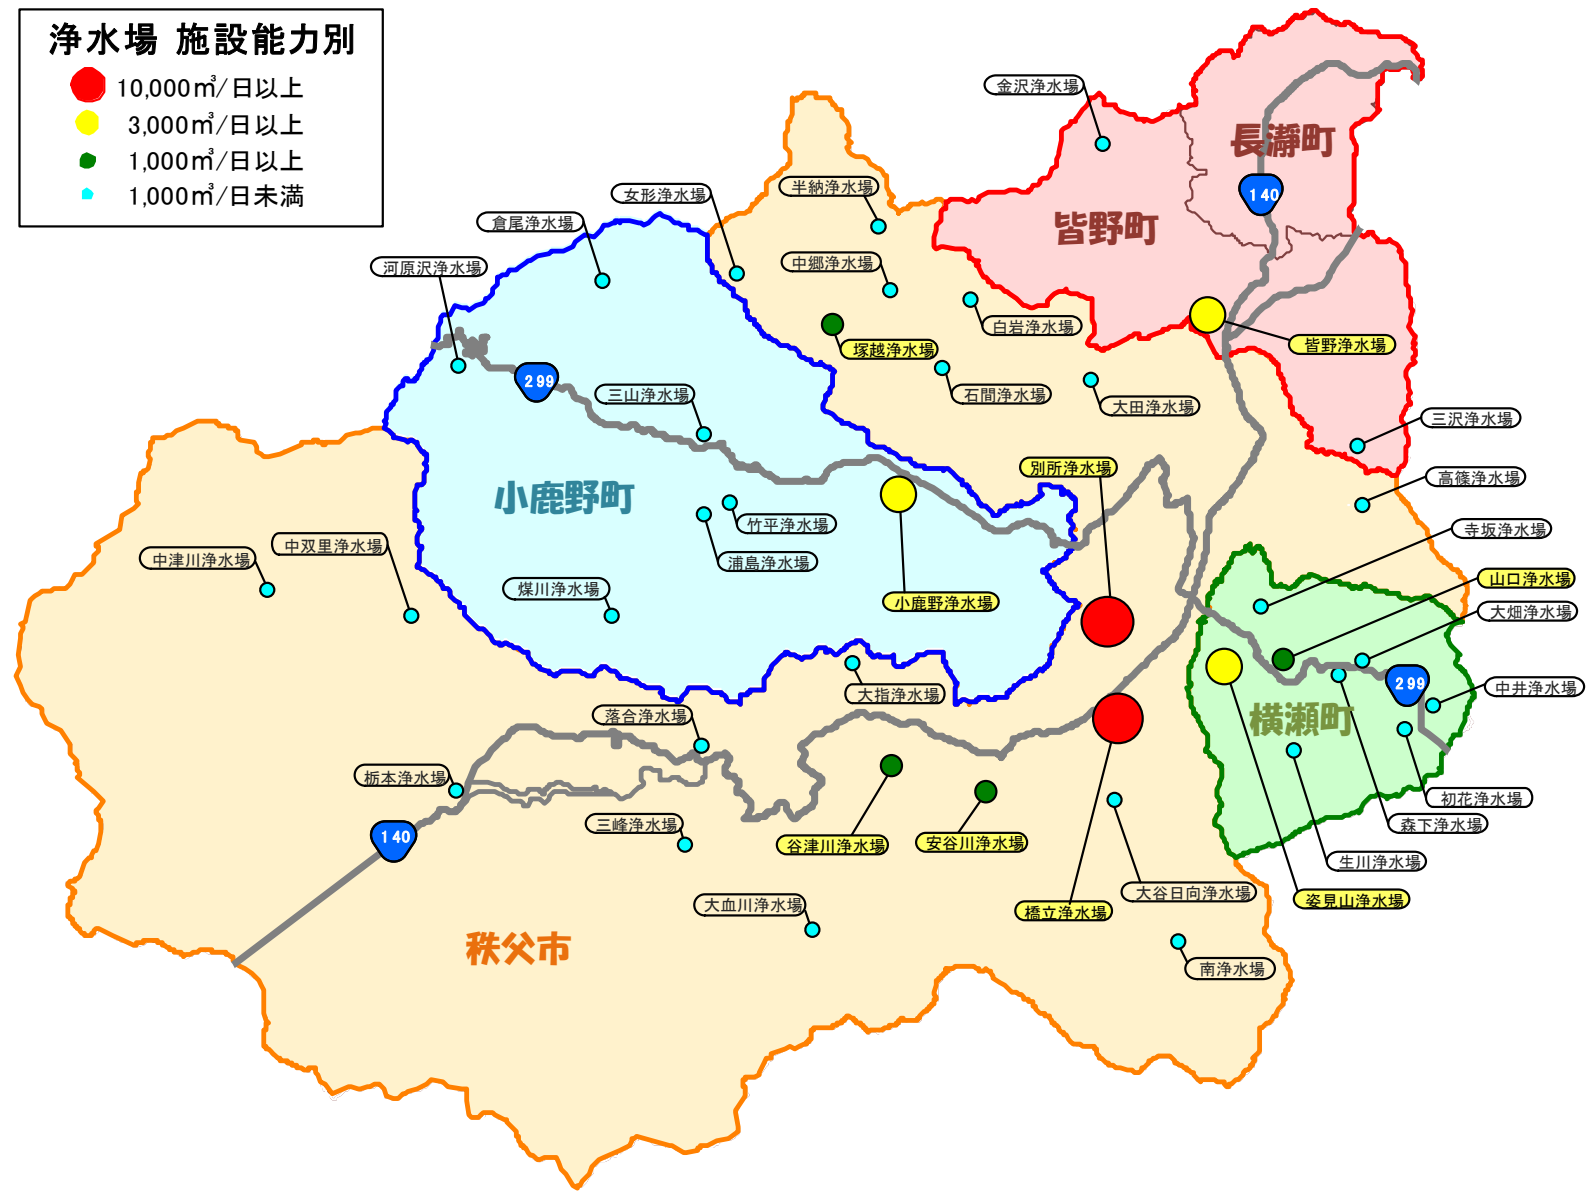 浄水場 施設能力別
10,000㎥/日以上
3,000㎥/日以上
1,000㎥/日以上
1,000㎥/日未満
金沢浄水場
長瀞町
140
女形浄水場
半納浄水場
倉尾浄水場
皆野町
河原沢浄水場
中郷浄水場
白岩浄水場
塚越浄水場
皆野浄水場
299
三山浄水場
石間浄水場
大田浄水場
三沢浄水場
別所浄水場
高篠浄水場
小鹿野町
竹平浄水場
寺坂浄水場
中双里浄水場
中津川浄水場
浦島浄水場
山口浄水場
煤川浄水場
小鹿野浄水場
大畑浄水場
299
中井浄水場
大指浄水場
落合浄水場
横瀬町
栃本浄水場
初花浄水場
三峰浄水場
森下浄水場
140
谷津川浄水場
安谷川浄水場
生川浄水場
大谷日向浄水場
姿見山浄水場
大血川浄水場
橋立浄水場
秩父市
南浄水場